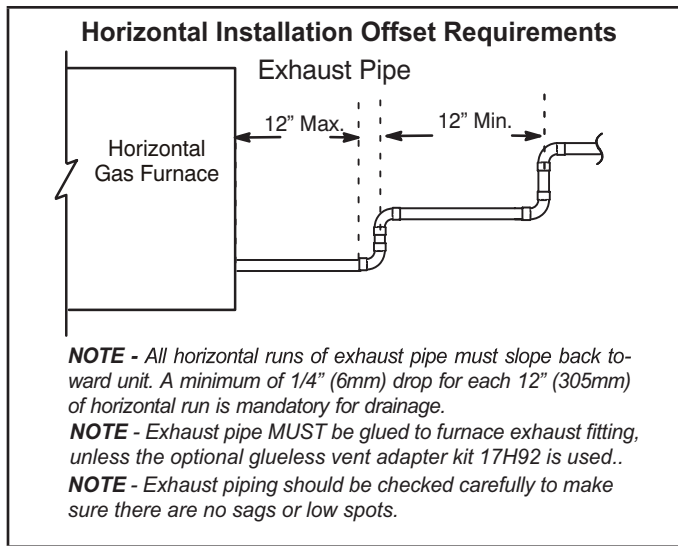 Horizontal Installation Offset Requirements
Exhaust Pipe
12” Max.
12” Min.
Horizontal
Gas Furnace
NOTE - All horizontal runs of exhaust pipe must slope back to-
ward unit. A minimum of 1/4” (6mm) drop for each 12” (305mm)
of horizontal run is mandatory for drainage.
NOTE - Exhaust pipe MUST be glued to furnace exhaust fitting,
unless the optional glueless vent adapter kit 17H92 is used..
NOTE - Exhaust piping should be checked carefully to make
sure there are no sags or low spots.